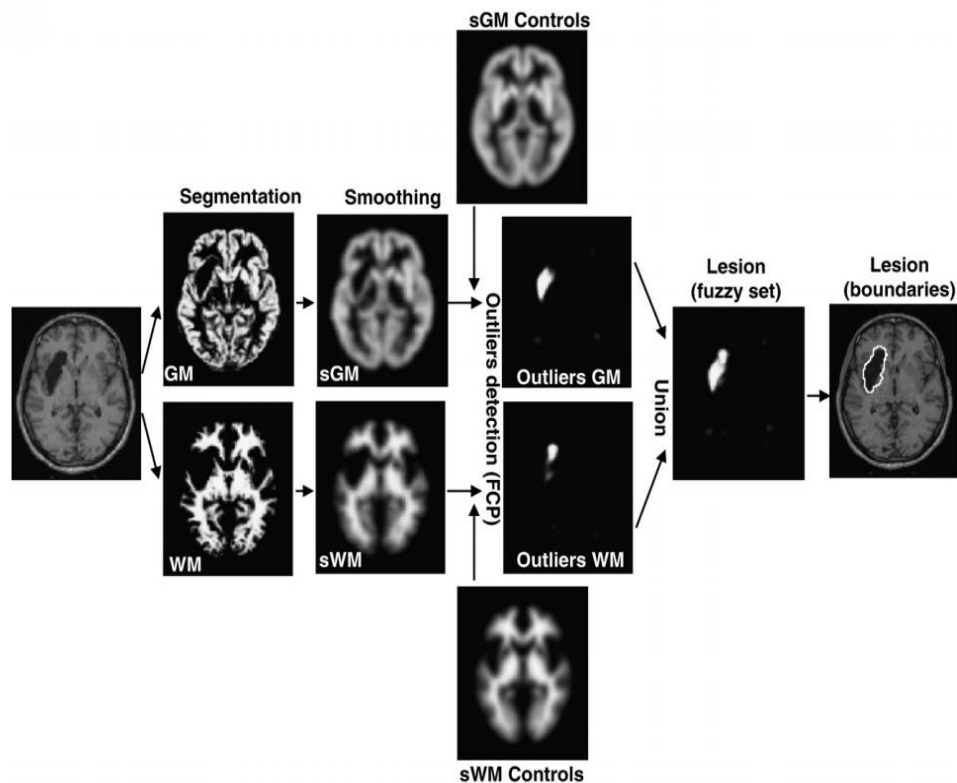 sGM Controls
Segmentation
Smoothing
GM
sGM
Outliers detection (FCP)
Outliers GM
Union
Lesion
(fuzzy set)
Lesion
(boundaries)
WM
sWM
Outliers WM
sWM Controls